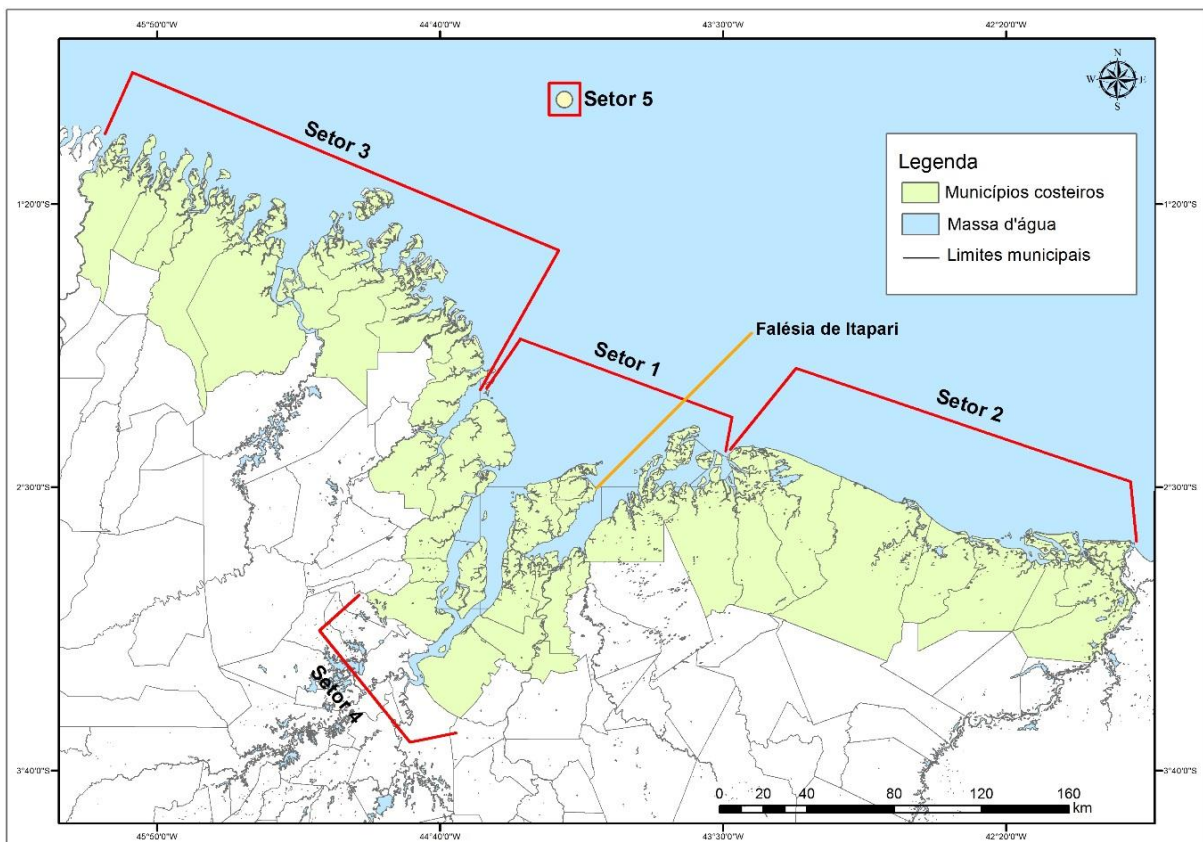 45°50'0"W
44°40'0"W
43°30'0"W
42°20'0"W
N
W
E
S
Setor 5
Setor 3
Legenda
Municípios costeiros
Massa d'água
Limites municipais
1°20'0"S
1°20'0"S
Falésia de Itapari
Setor 1
Setor 2
2°30'0"S
2°30'0"S
Setor 4
3°40'0"S
3°40'0"S
0 20 40 80 120 160
km
45°50'0"W
44°40'0"W
43°30'0"W
42°20'0"W